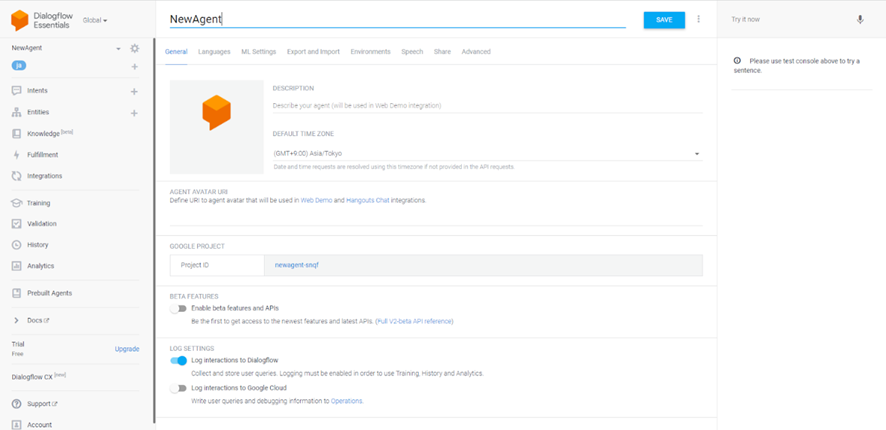 Dialogflow
Essentials
Global
NewAgent
SAVE
Try it now
NewAgent
ja
Intents
Entities
Knowledge [beta]
Fulfillment
Integrations
Training
Validation
History
Analytics
Prebuilt Agents
Docs
Trial
Free
Upgrade
Dialogflow CX [new]
Support
Account
General Languages ML Settings Export and Import Environments Speech Share Advanced
DESCRIPTION
Describe your agent (will be used in Web Demo integration)
DEFAULT TIME ZONE
(GMT+9:00) Asia/Tokyo
Date and time requests are resolved using this timezone if not provided in the API requests.
AGENT AVATAR URI
Define URI to agent avatar that will be used in Web Demo and Hangouts Chat integrations.
GOOGLE PROJECT
Project ID newagent-snqf
BETA FEATURES
Enable beta features and APIs
Be the first to get access to the newest features and latest APIs. (Full V2-beta API reference)
LOG SETTINGS
Log interactions to Dialogflow
Collect and store user queries. Logging must be enabled in order to use Training, History and Analytics.
Log interactions to Google Cloud
Write user queries and debugging information to Operations.
Please use test console above to try a
sentence.